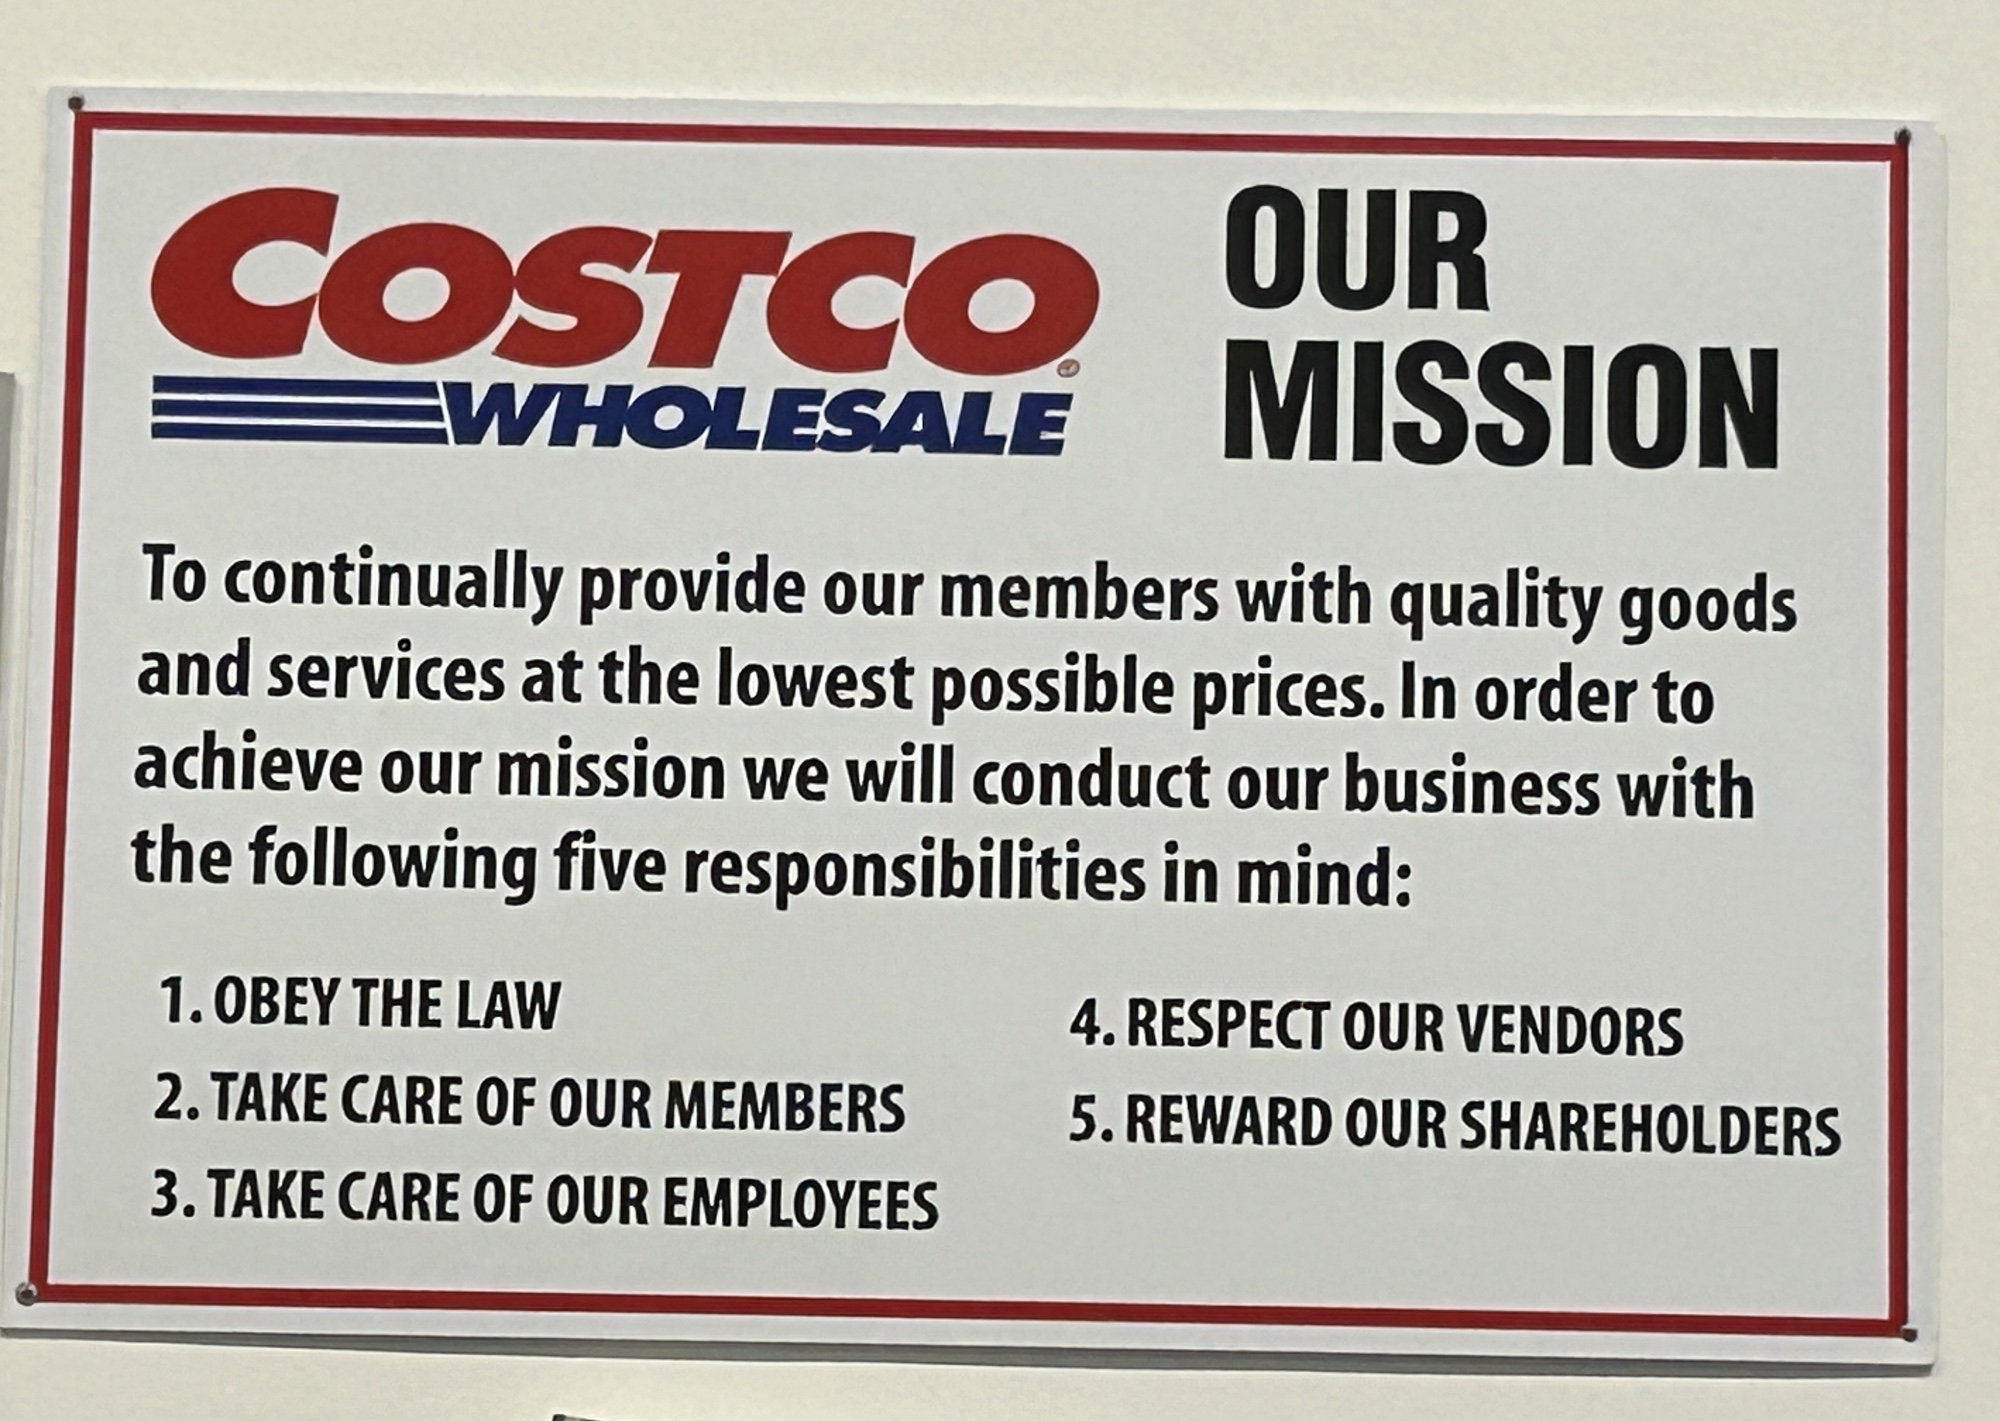 COSTCO
WHOLESALE
OUR
MISSION
To continually provide our members with quality goods
and services at the lowest possible prices. In order to
achieve our mission we will conduct our business with
the following five responsibilities in mind:
1. OBEY THE LAW
2. TAKE CARE OF OUR MEMBERS
3. TAKE CARE OF OUR EMPLOYEES
4. RESPECT OUR VENDORS
5. REWARD OUR SHAREHOLDERS